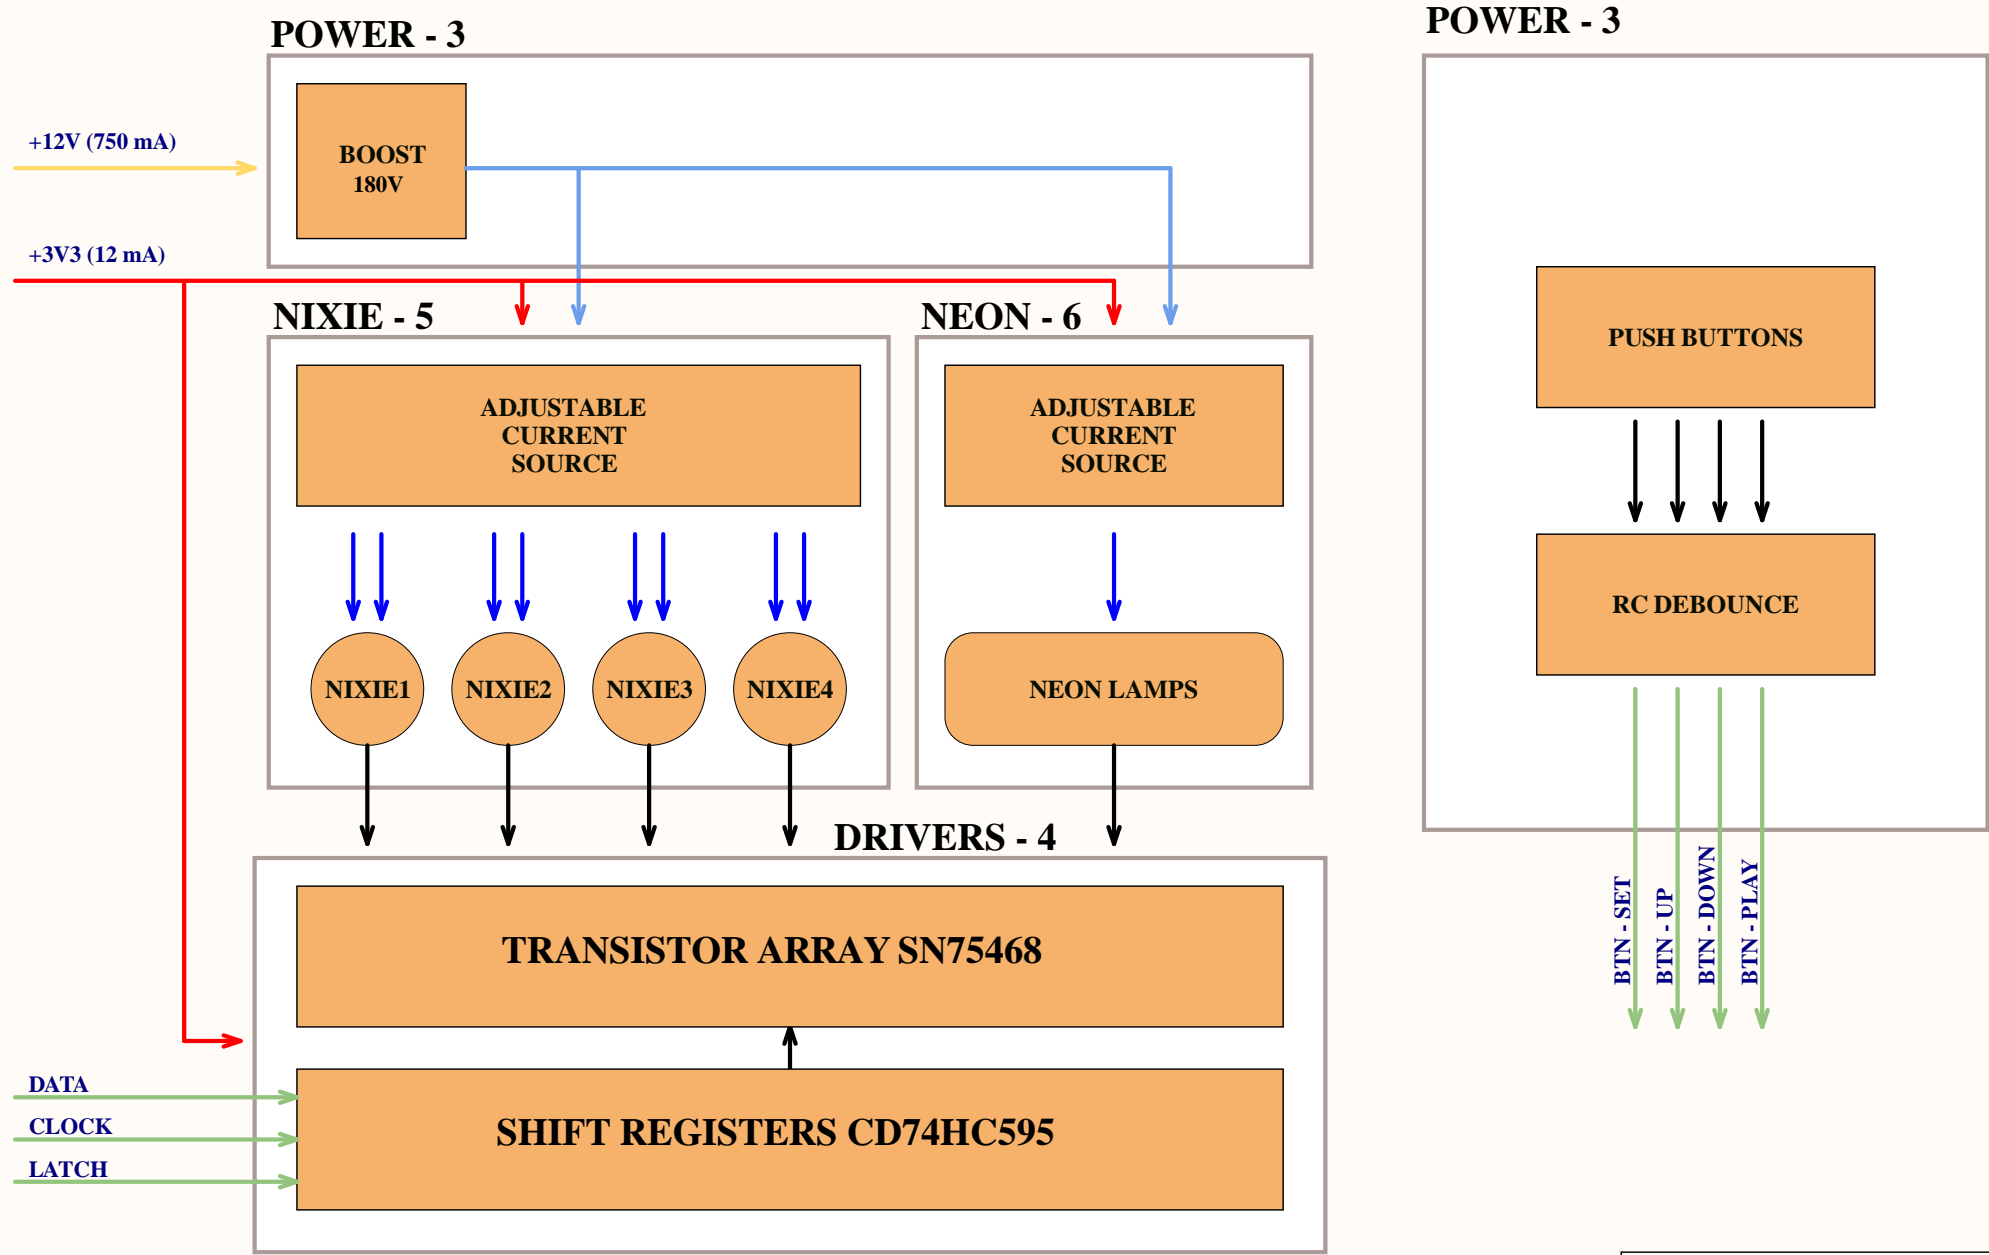 POWER - 3
POWER - 3
+12V (750 mA)
BOOST
180V
+3V3 (12 mA)
NIXIE - 5
NEON - 6
ADJUSTABLE
CURRENT
SOURCE
ADJUSTABLE
CURRENT
SOURCE
PUSH BUTTONS
RC DEBOUNCE
NIXIE1
NIXIE2
NIXIE3
NIXIE4
NEON LAMPS
DRIVERS - 4
TRANSISTOR ARRAY SN75468
BTN - SET
BTN - UP
BTN - DOWN
BTN - PLAY
DATA
CLOCK
LATCH
SHIFT REGISTERS CD74HC595